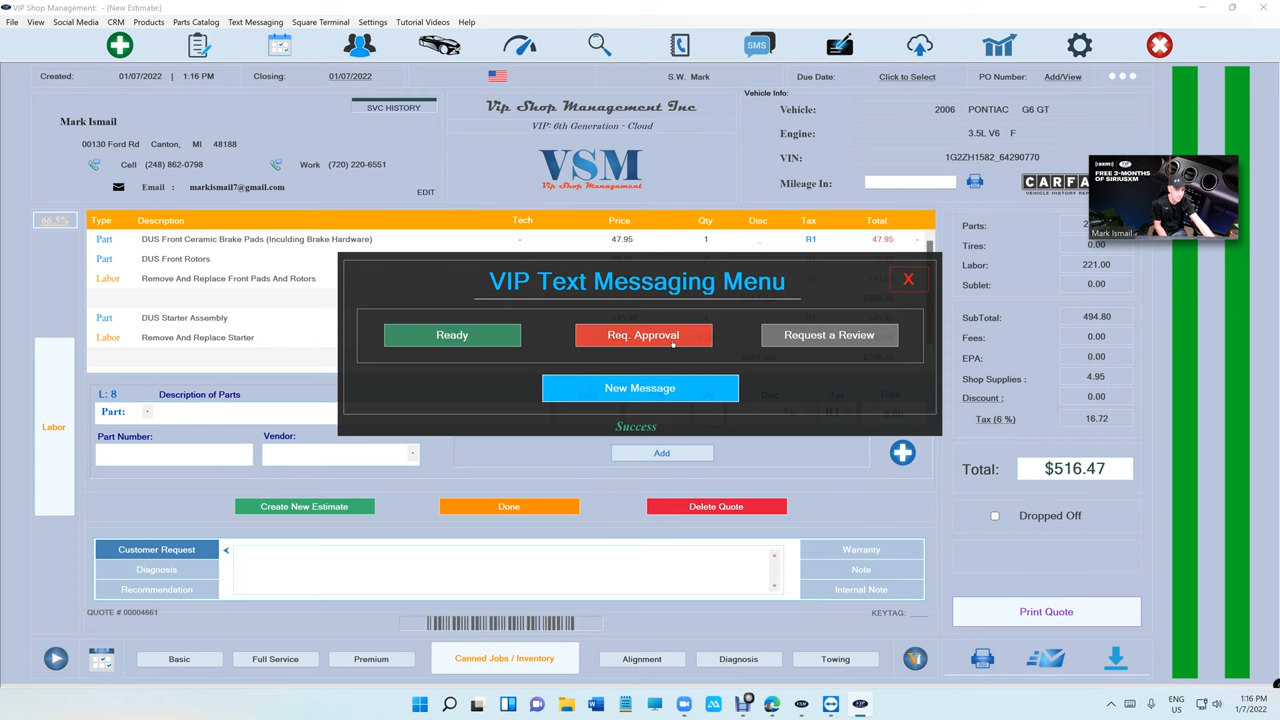 VIP Shop Management: - [New Estimate:]
File View Social Media CRM Products Parts Catalog Text Messaging Square Terminal Settings Tutorial Videos Help
SMS
Created: 01/07/2022 | 1:16 PM Closing: 01/07/2022 S.W. Mark Due Date: Click to Select PO Number: Add/View
SVC HISTORY
Mark Ismail
00130 Ford Rd Canton, MI 48188
Cell (248) 862-0798 Work (720) 220-6551
Email : markismail7@gmail.com
EDIT
Vip Shop Management Inc
VIP: 6th Generation - Cloud
VSM
Vip Shop Management
Vehicle Info:
Vehicle: 2006 PONTIAC G6 GT
Engine: 3.5L V6 F
VIN: 1G2ZH1582_64290770
Mileage In:
CARFA
VEHICLE HISTORY REP
FREE 3-MONTHS
OF SIRIUSXM
Mark Ismail
66.5%
Type Description Tech Price Qty Disc Tax Total
Part DUS Front Ceramic Brake Pads (Inculding Brake Hardware) - 47.95 1 _ R1 47.95 -
Part DUS Front Rotors
Labor Remove And Replace Front Pads And Rotors
Part DUS Starter Assembly
Labor Remove And Replace Starter
VIP Text Messaging Menu
X
Ready Req. Approval Request a Review
New Message
Success
Labor
L: 8 Description of Parts
Part:
Part Number: Vendor:
Add
Create New Estimate Done Delete Quote
Customer Request
Diagnosis
Recommendation
Warranty
Note
Internal Note
QUOTE # 00004661
KEYTAG: ____
Parts:
Tires: 0.00
Labor: 221.00
Sublet: 0.00
SubTotal: 494.80
Fees: 0.00
EPA: 0.00
Shop Supplies : 4.95
Discount : 0.00
Tax (6 %) 16.72
Total: $516.47
Dropped Off
Print Quote
Basic Full Service Premium Canned Jobs / Inventory Alignment Diagnosis Towing
ENG
US
1:16 PM
1/7/2022